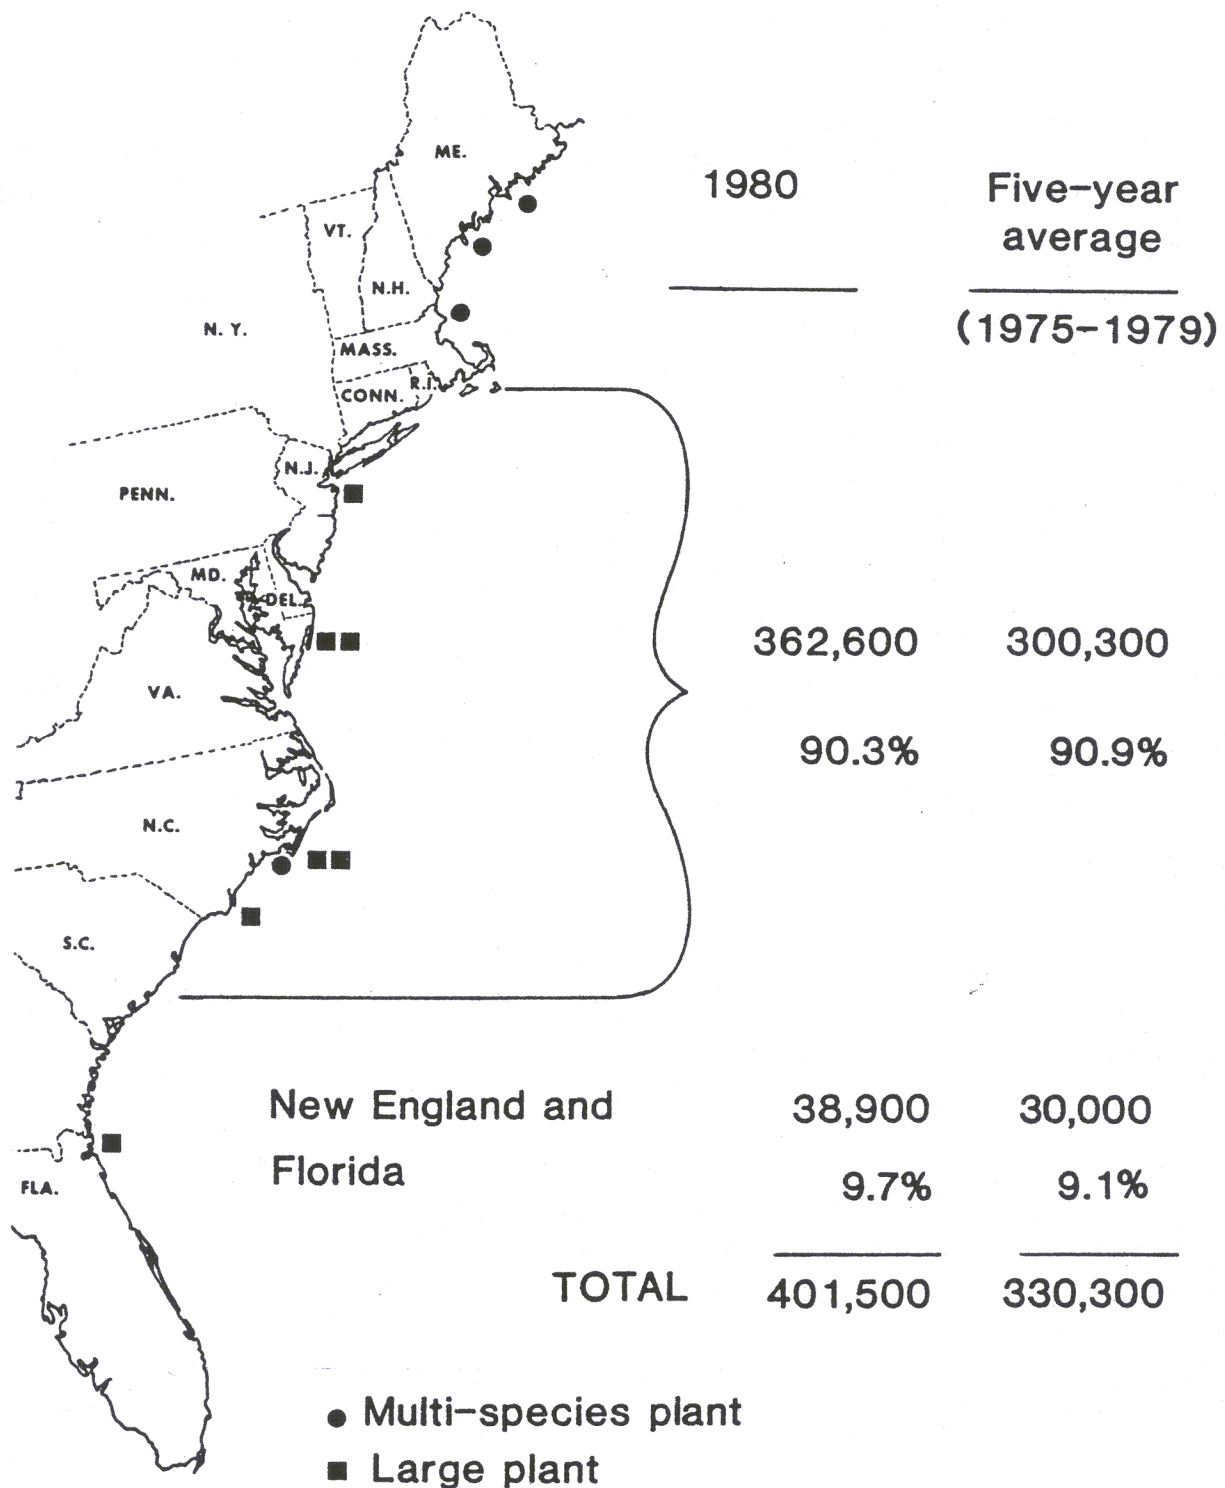 ME.
1980
Five-year
average
VT.
N.H.
(1975-1979)
N. Y.
MASS.
R.I.
CONN.
N.J.
PENN.
MD.
DEL.
362,600 300,300
VA.
90.3% 90.9%
N.C.
S.C.
New England and 38,900 30,000
Florida
9.7% 9.1%
FLA.
TOTAL 401,500 330,300
Multi-species plant
Large plant